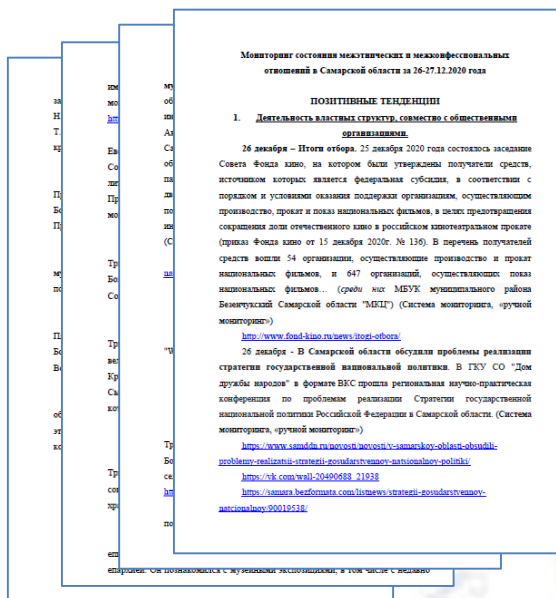 Мониторинг состояния межэтнических и межконфессиональных
отношений в Самарской области за 26-27.12.2020 года
ПОЗИТИВНЫЕ ТЕНДЕНЦИИ
1. Деятельность властных структур, совместно с общественными
организациями.
26 декабря – Итоги отбора. 25 декабря 2020 года состоялось заседание
Совета Фонда кино, на котором были утверждены получатели средств,
источником которых является федеральная субсидия, в соответствии с
порядком и условиями оказания поддержки организациям, осуществляющим
производство, прокат и показ национальных фильмов, в целях предотвращения
сокращения доли отечественного кино в российском кинотеатральном прокате
(приказ Фонда кино от 15 декабря 2020г. № 136). В перечень получателей
средств вошли 54 организации, осуществляющие производство и прокат
национальных фильмов, и 647 организаций, осуществляющих показ
национальных фильмов… (среди них МБУК муниципального района
Безенчукский Самарской области "МКЦ") (Система мониторинга, «ручной
мониторинг»)
http://www.fond-kino.ru/news/itogi-otbora/
26 декабря - В Самарской области обсудили проблемы реализации
стратегии государственной национальной политики. В ГКУ СО "Дом
дружбы народов" в формате ВКС прошла региональная научно-практическая
конференция по проблемам реализации Стратегии государственной
национальной политики Российской Федерации в Самарской области. (Система
мониторинга, «ручной мониторинг»)
https://www.samddn.ru/novosti/novosti/v-samarskoy-oblasti-obsudili-
problemy-realizatsii-strategii-gosudarstvennoy-natsionalnoy-politiki/
https://vk.com/wall-20490688_21938
https://samara.bezformata.com/listnews/strategii-gosudarstvennoy-
natcionalnoy/90019538/
епархией. Он познакомился с музейными экспозициями, в том числе с недавно